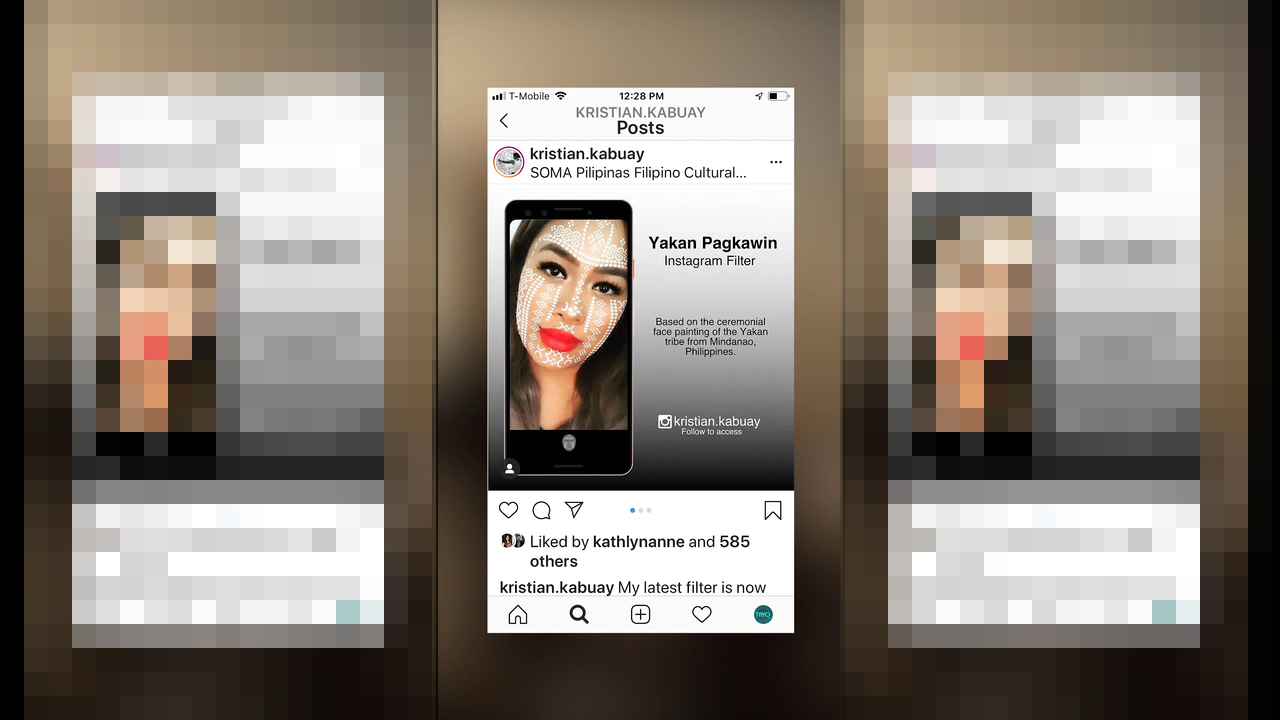 T-Mobile 12:28 PM
KRISTIAN.KABUAY
Posts
kristian.kabuay
SOMA Pilipinas Filipino Cultural...
Yakan Pagkawin
Instagram Filter
Based on the ceremonial
face painting of the Yakan
tribe from Mindanao,
Philippines.
kristian.kabuay
Follow to access
Liked by kathlynanne and 585
others
kristian.kabuay My latest filter is now
TAYO